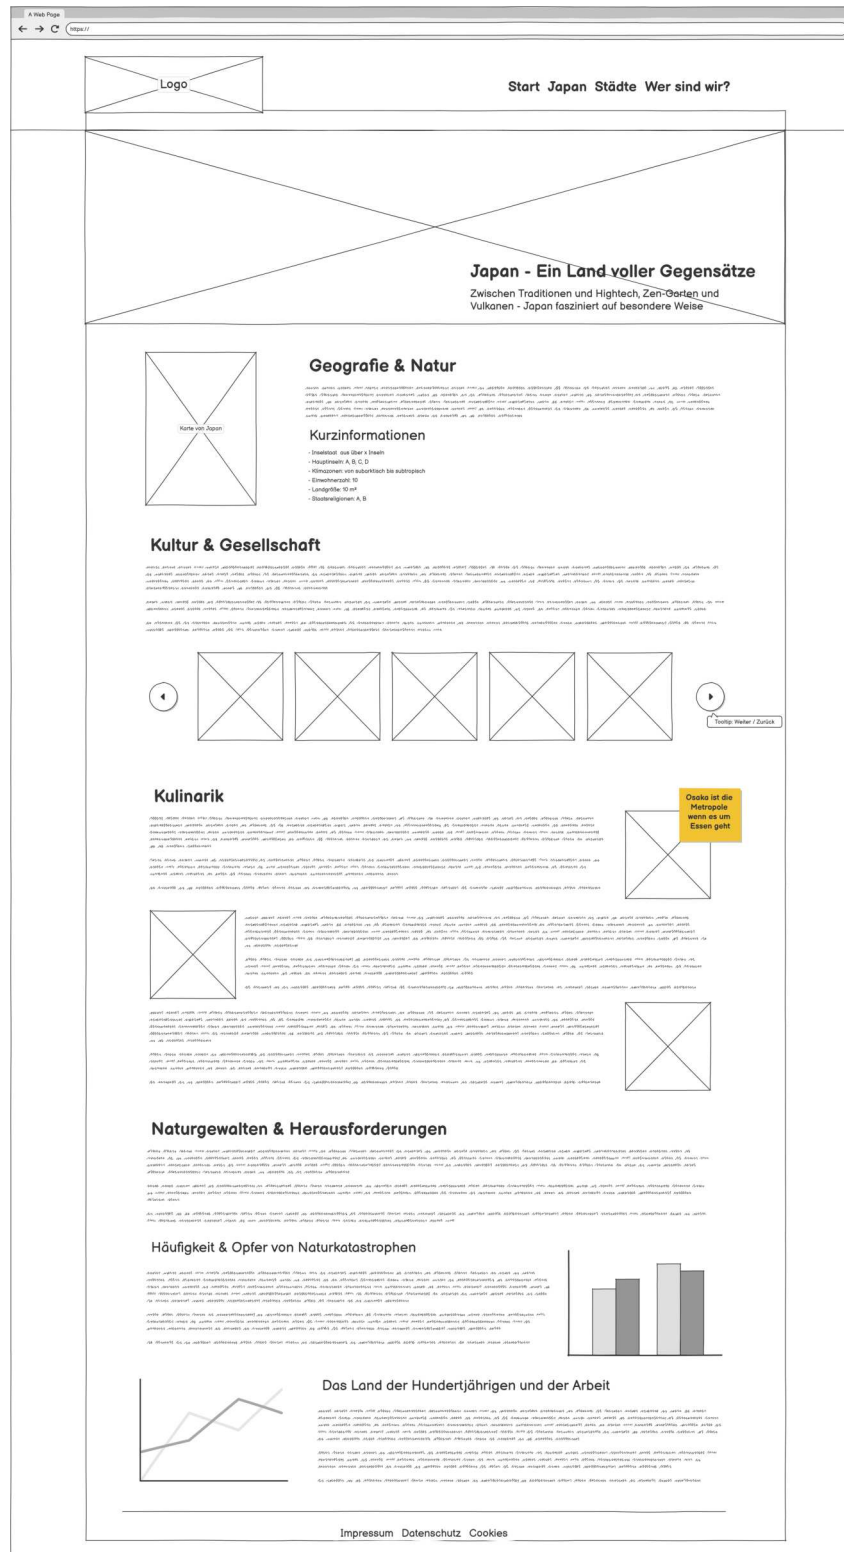 A Web Page
https://
Logo
Start Japan Städte Wer sind wir?
Japan - Ein Land voller Gegensätze
Zwischen Traditionen und Hightech, Zen-Garten und
Vulkanen - Japan fasziniert auf besondere Weise
Karte von Japan
Geografie & Natur
Kurzinformationen
- Inselstaat aus über x Inseln
- Hauptinseln: A, B, C, D
- Klimazonen: von subarktisch bis subtropisch
- Einwohnerzahl: 10
- Landgröße: 10 m²
- Staatsreligionen: A, B
Kultur & Gesellschaft
Tooltip: Weiter / Zurück
Kulinarik
Osaka ist die
Metropole
wenn es um
Essen geht
Naturgewalten & Herausforderungen
Häufigkeit & Opfer von Naturkatastrophen
Das Land der Hundertjährigen und der Arbeit
Impressum Datenschutz Cookies